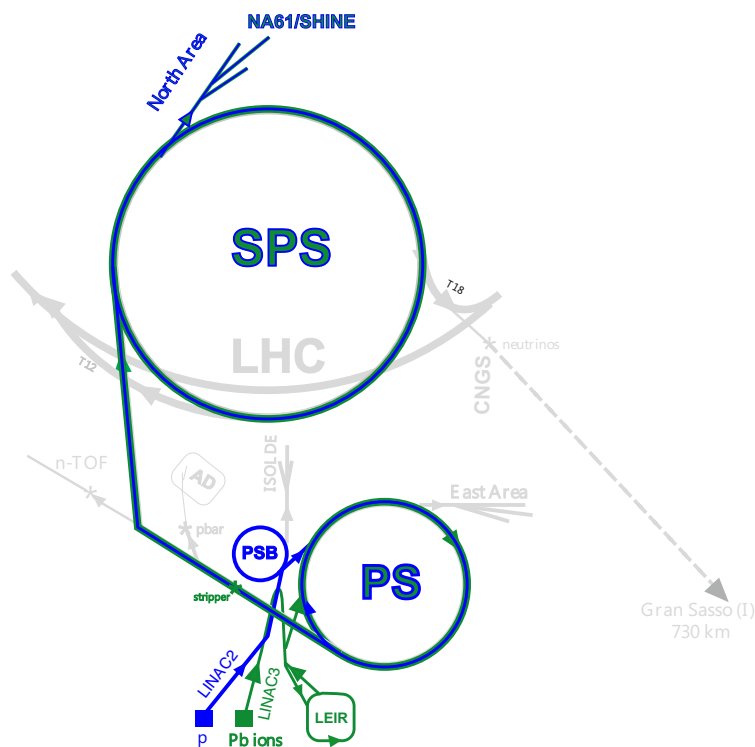 NA61/SHINE
North Area
SPS
T18
LHC
neutrinos
T12
CNGS
ISOLDE
n-TOF
AD
East Area
pbar
PSB
PS
stripper
Gran Sasso (I)
730 km
LINAC2
LINAC3
LEIR
p
Pb ions